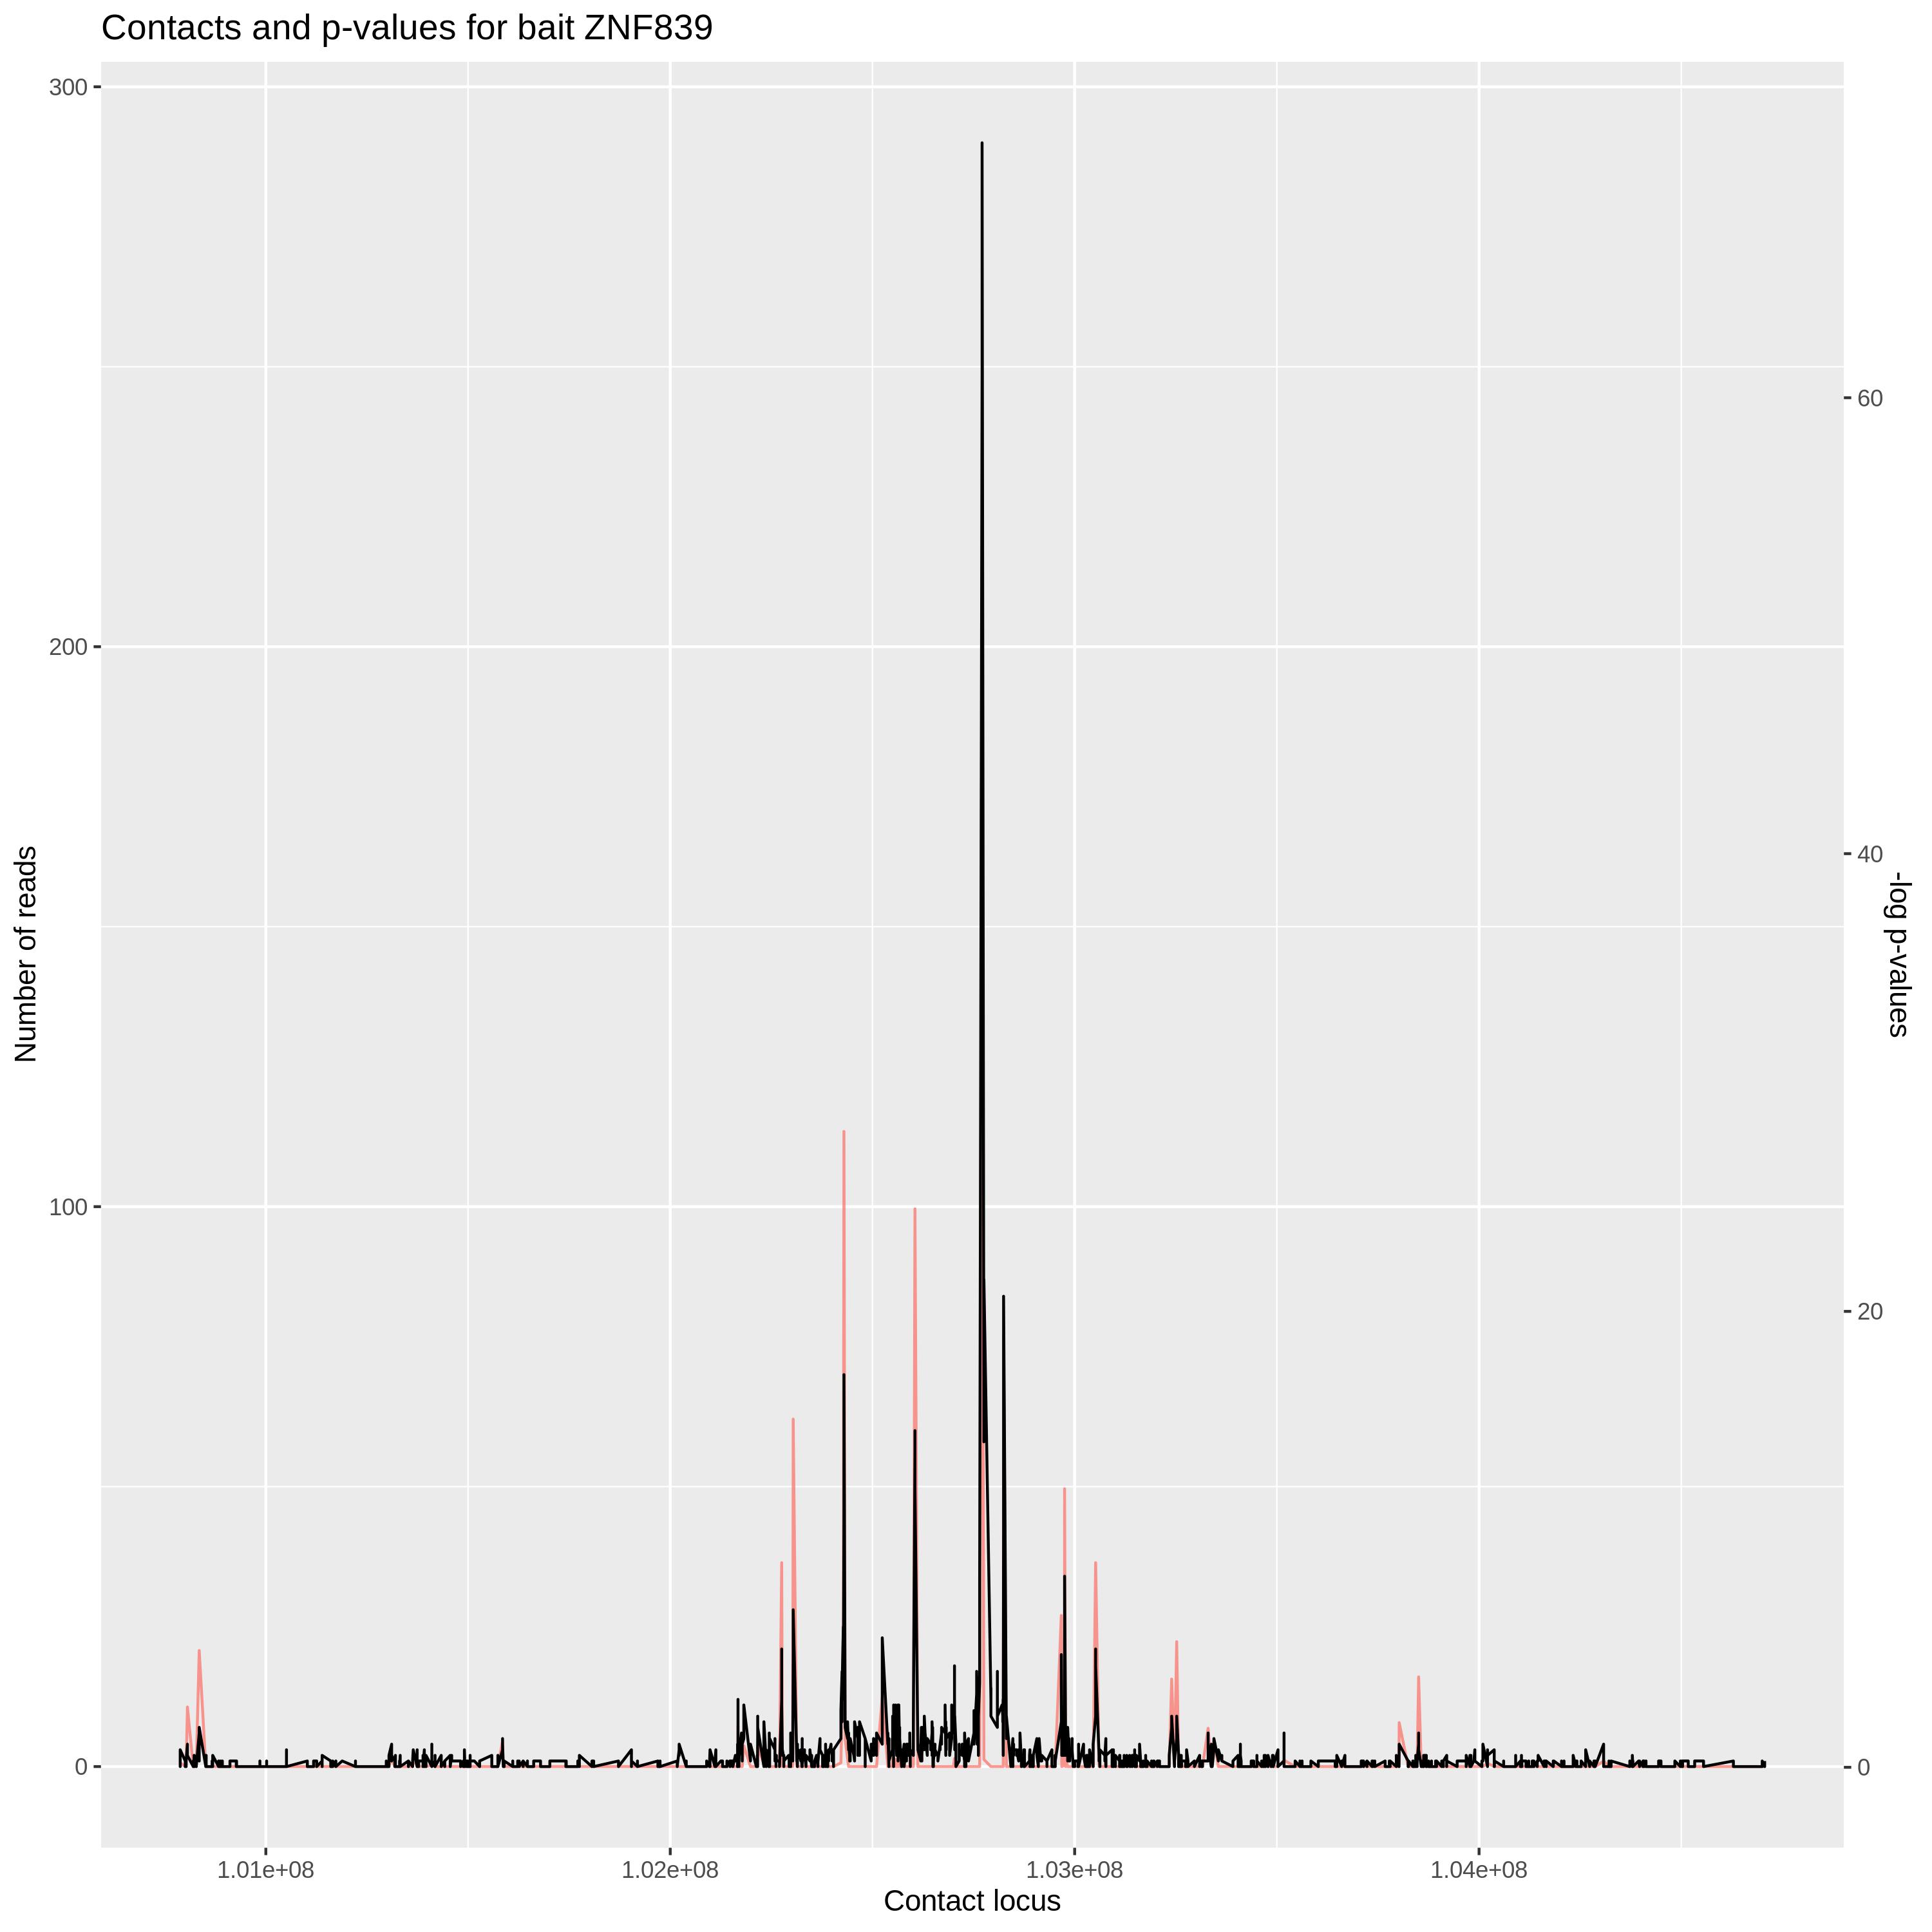 Contacts and p-values for bait ZNF839
300
200
100
0
Number of reads
60
40
20
0
-log p-values
1.01e+08 1.02e+08 1.03e+08 1.04e+08
Contact locus